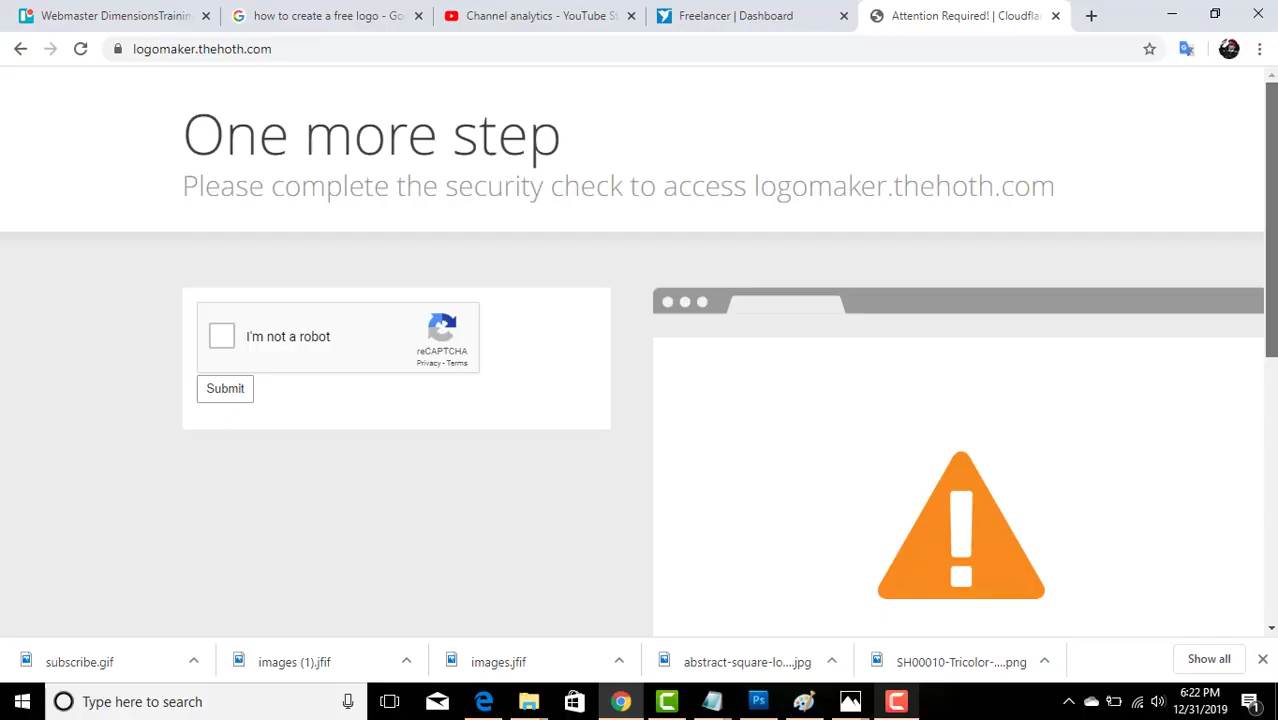 Webmaster DimensionsTrainin
how to create a free logo - Go
Channel analytics - YouTube St
Freelancer | Dashboard
Attention Required! | Cloudfla
logomaker.thehoth.com
One more step
Please complete the security check to access logomaker.thehoth.com
I'm not a robot
reCAPTCHA
Privacy - Terms
Submit
subscribe.gif
images (1).jfif
images.jfif
abstract-square-lo....jpg
SH00010-Tricolor-....png
Show all
Type here to search
Ps
6:22 PM
12/31/2019
1